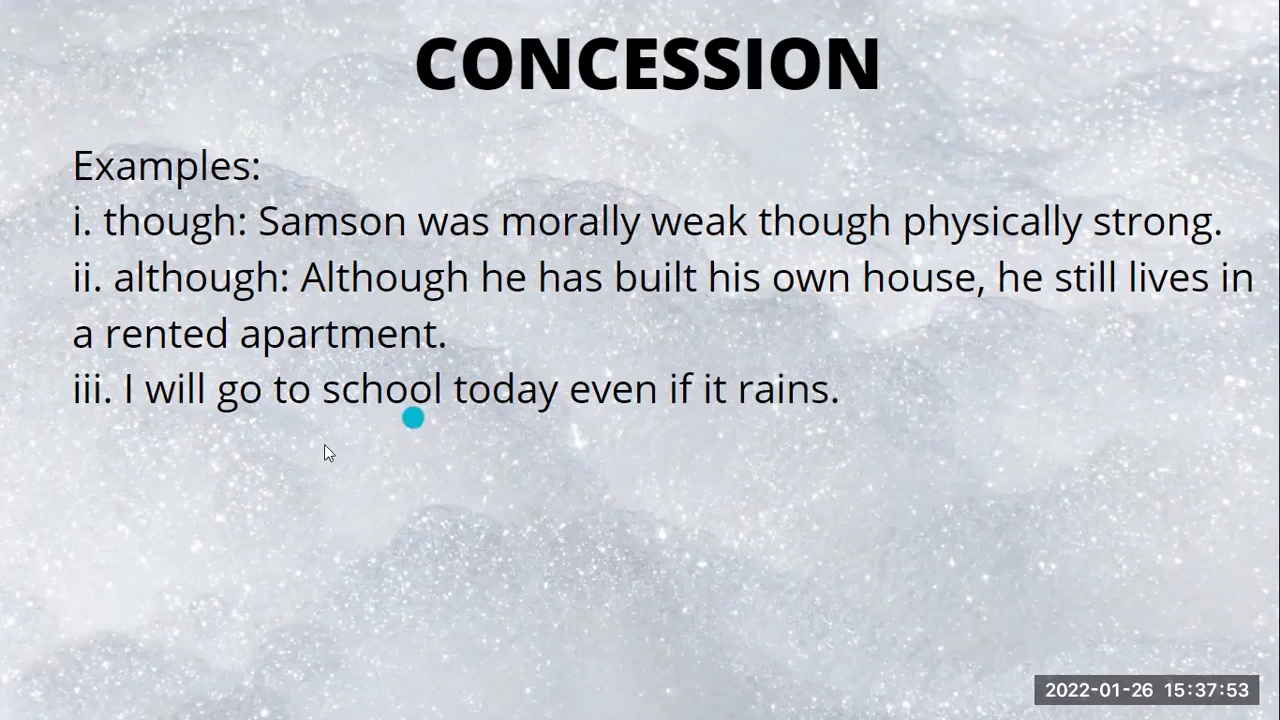 CONCESSION
Examples:
i. though: Samson was morally weak though physically strong.
ii. although: Although he has built his own house, he still lives in
a rented apartment.
iii. I will go to school today even if it rains.
2022-01-26 15:37:53